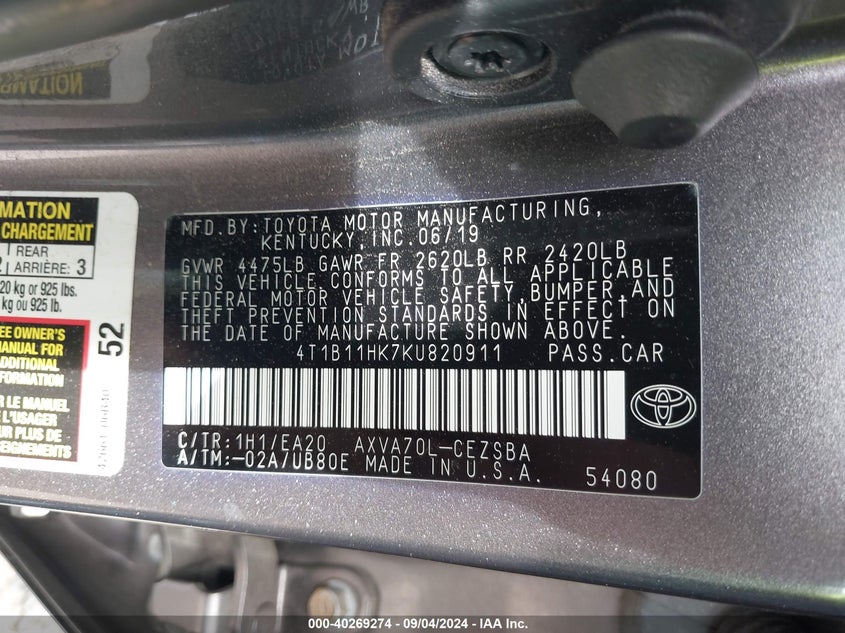 MATION
CHARGEMENT
REAR
ARRIÈRE: 3
20 kg or 925 lbs.
kg ou 925 lb.
EE OWNER'S
MANUAL FOR
ADDITIONAL
NFORMATION
R LE MANUEL
L'USAGER
OUR PLUS DE
52
MFD.BY:TOYOTA MOTOR MANUFACTURING,
KENTUCKY,INC.06/19
GVWR 4475LB GAWR FR 2620LB RR 2420LB
THIS VEHICLE CONFORMS TO ALL APPLICABLE
FEDERAL MOTOR VEHICLE SAFETY,BUMPER,AND
THEFT PREVENTION STANDARDS IN EFFECT ON
THE DATE OF MANUFACTURE SHOWN ABOVE.
4T1B11HK7KU820911 PASS.CAR
C/TR:1H1/EA20 AXVA70L-CEZSBA
A/TM:-02A/UB80E MADE IN U.S.A.
54080
000-40269274 - 09/04/2024 - IAA Inc.